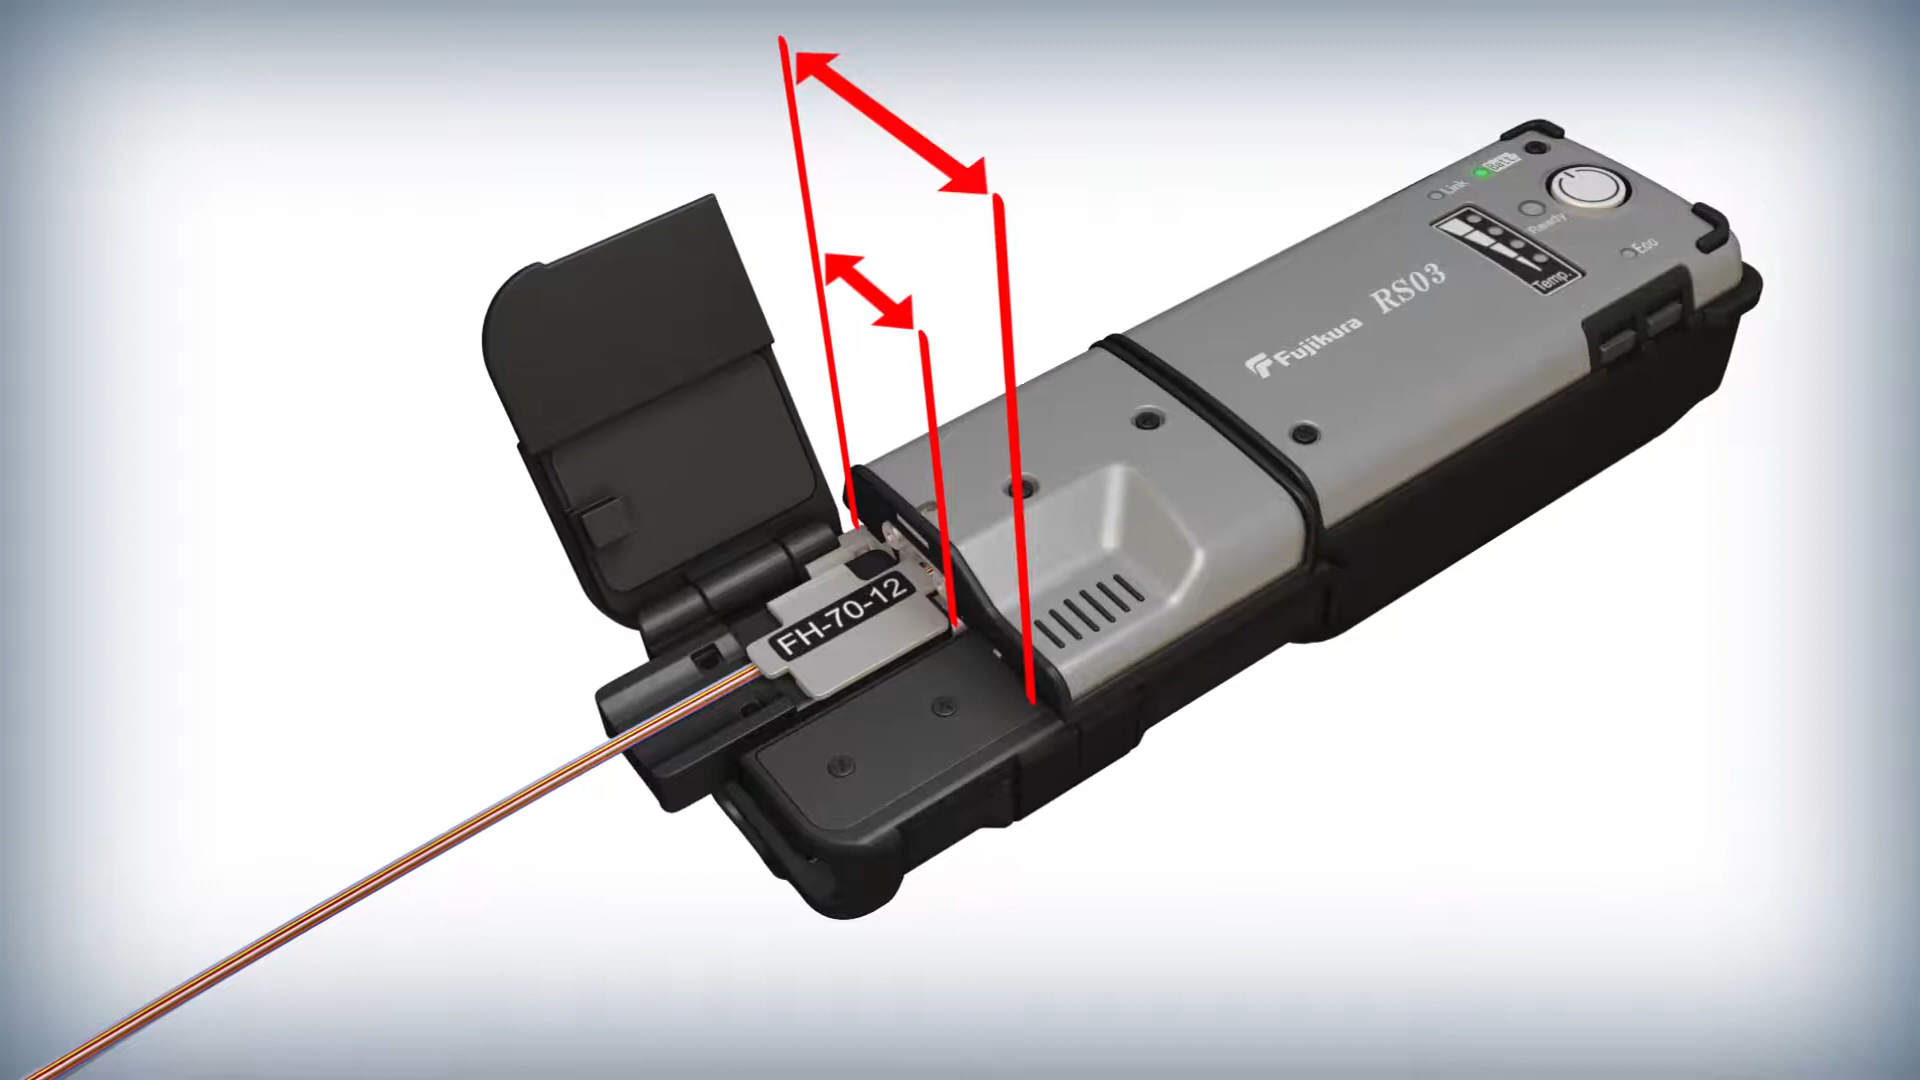 Link
Batt
Ready
Eco
Temp.
RS03
Fujikura
FH-70-12